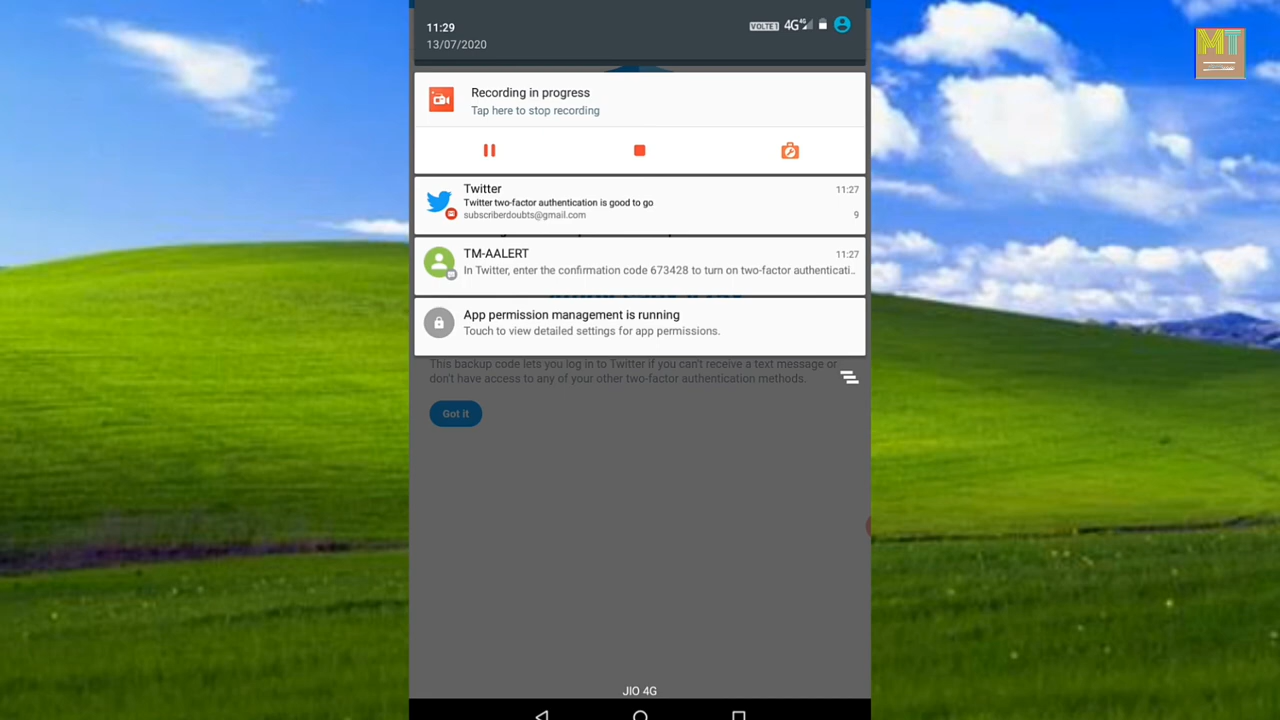 MT
11:29
VOLTE 1 4G 4G
13/07/2020
Recording in progress
Tap here to stop recording
Twitter 11:27
Twitter two-factor authentication is good to go
subscriberdoubts@gmail.com 9
TM-AALERT 11:27
In Twitter, enter the confirmation code 673428 to turn on two-factor authenticati..
App permission management is running
Touch to view detailed settings for app permissions.
This backup code lets you log in to Twitter if you can't receive a text message or
don't have access to any of your other two-factor authentication methods.
Got it
JIO 4G